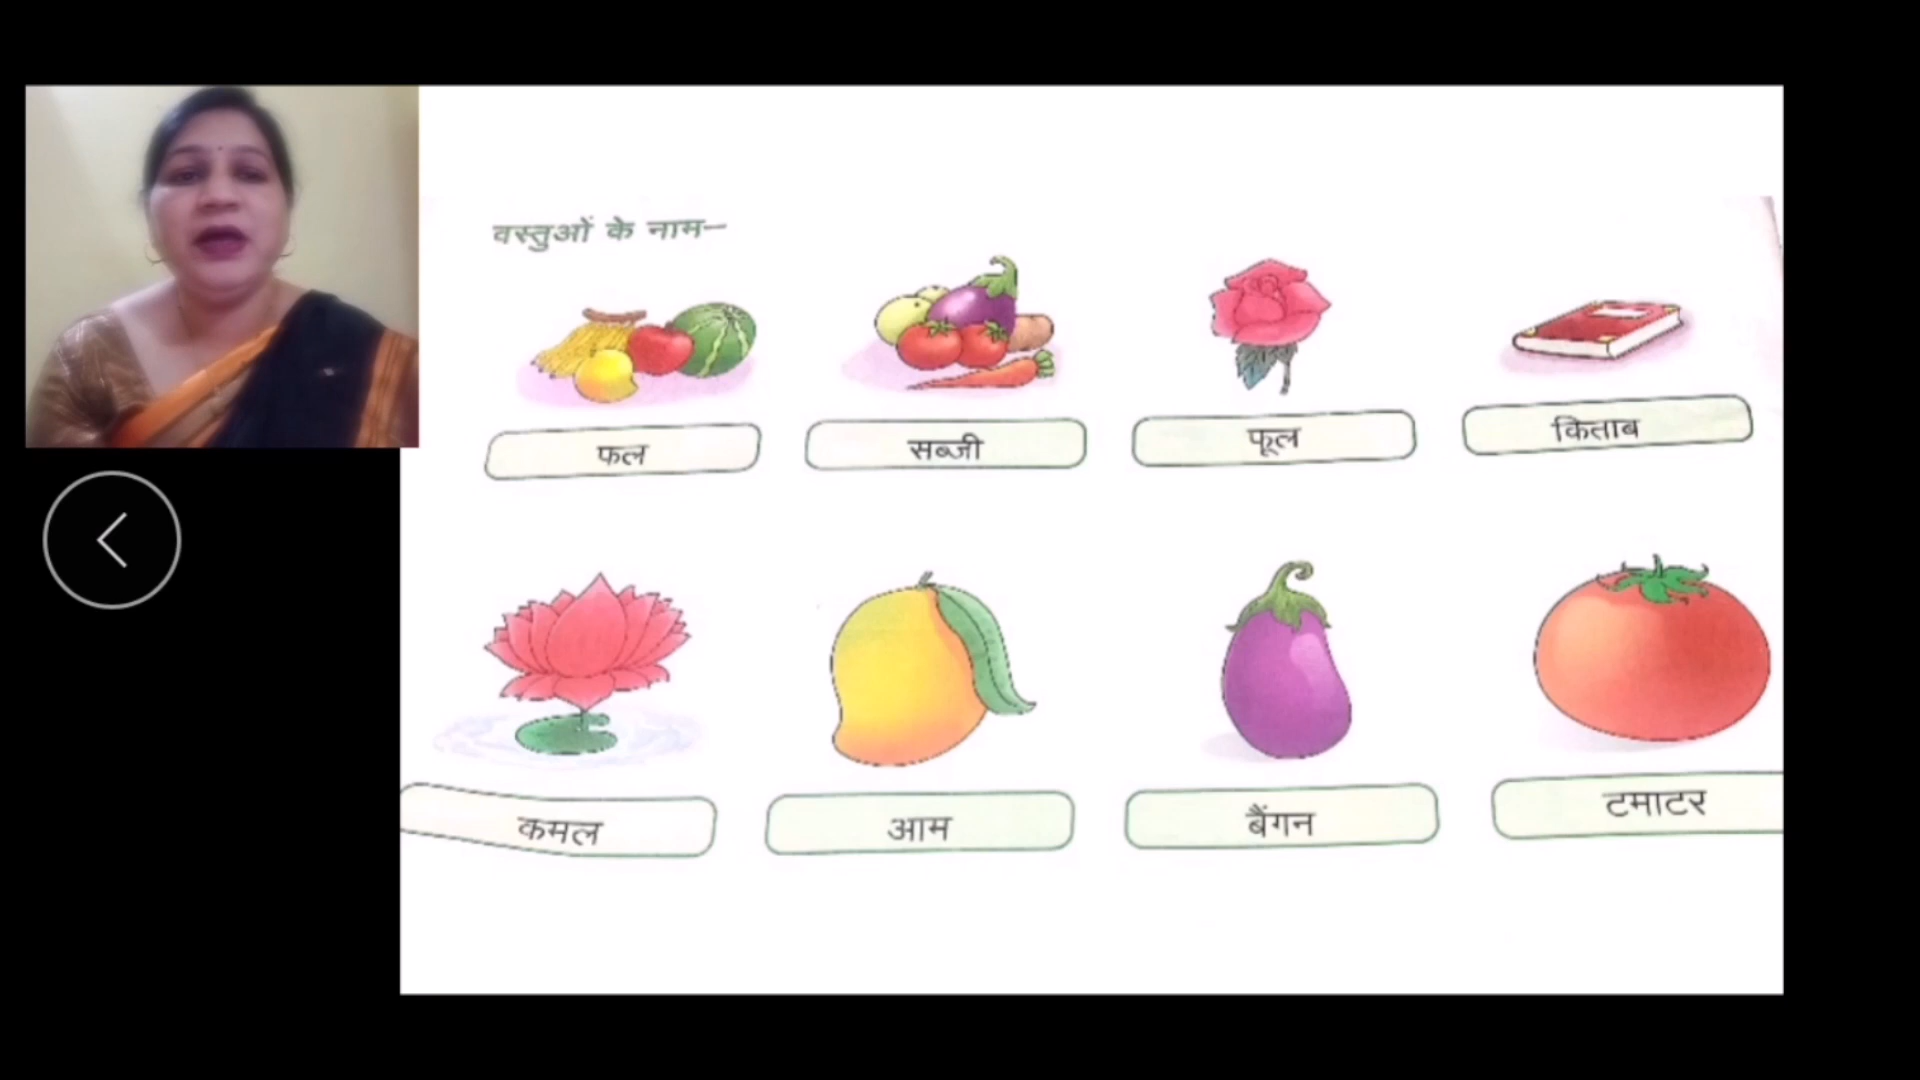 वस्तुओं के नाम–
फल सब्जी फूल किताब
कमल आम बैंगन टमाटर